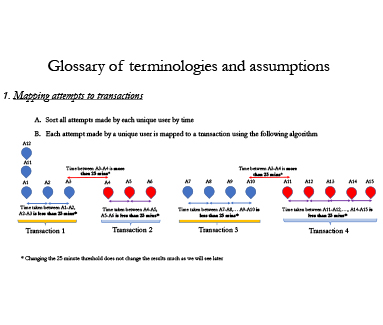 Glossary of terminologies and assumptions
1. Mapping attempts to transactions
A. Sort all attempts made by each unique user by time
B. Each attempt made by a unique user is mapped to a transaction using the following algorithm
A12
A11
Time between A3-A4 is more
than 25 mins*
Time between A3-A4 is more
than 25 mins*
A1 A2 A3 A4 A5 A6 A7 A8 A9 A10 A11 A12 A13 A14 A15
Time taken between A1-A2,
A2-A3 is less than 25 mins*
Time taken between A4-A5,
A5-A6 is less than 25 mins*
Time taken between A7-A8,... A9-A10 is
less than 25 mins*
Time taken between A11-A12,..., A14-A15 is
less than 25 mins*
Transaction 1
Transaction 2
Transaction 3
Transaction 4
* Changing the 25 minute threshold does not change the results much as we will see later